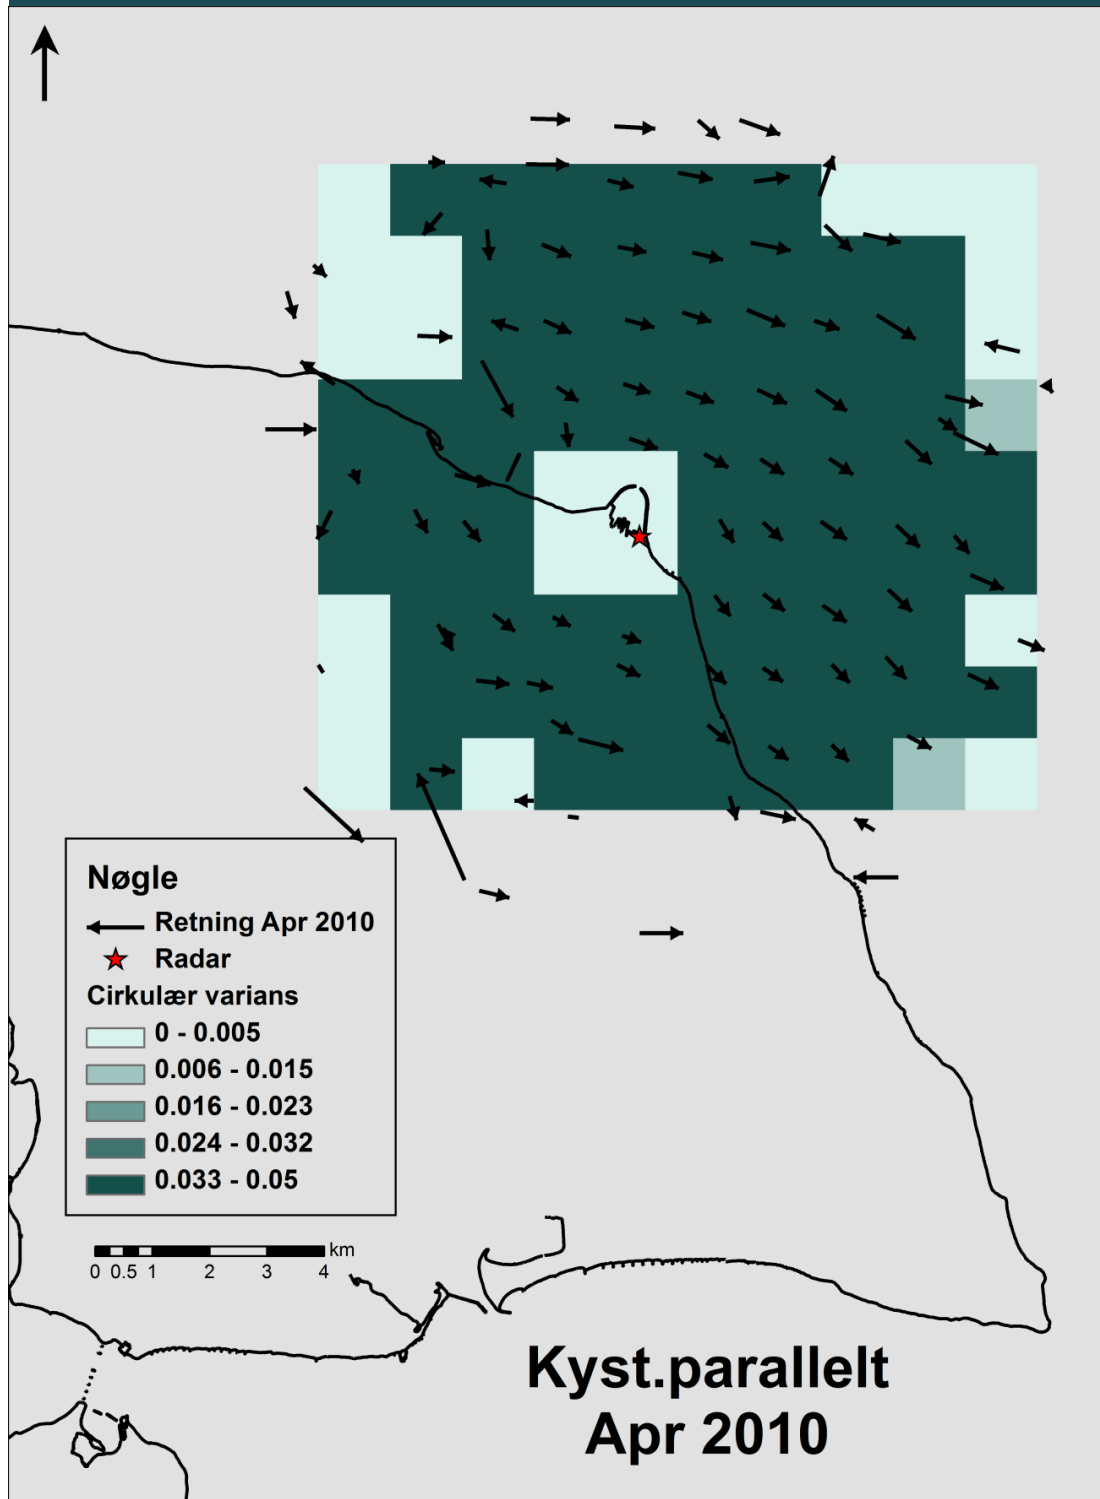 Nøgle
Retning Apr 2010
Radar
Cirkulær varians
0 - 0.005
0.006 - 0.015
0.016 - 0.023
0.024 - 0.032
0.033 - 0.05
km
0 0.5 1 2 3 4
Kyst.parallelt
Apr 2010